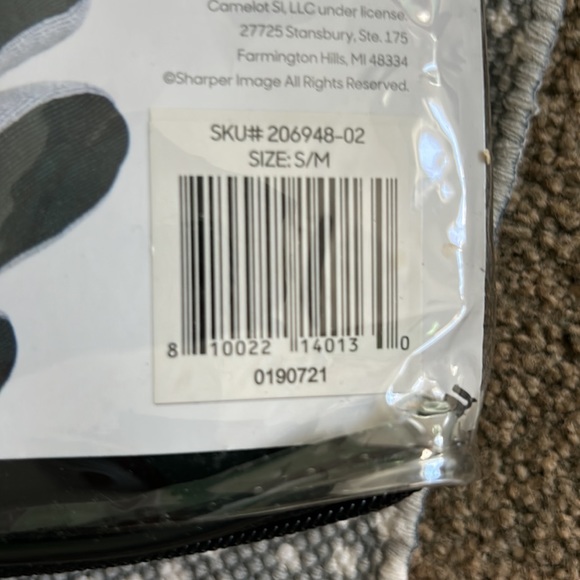 Camelot SI, LLC under license.
27725 Stansbury, Ste. 175
Farmington Hills, MI 48334
©Sharper Image All Rights Reserved.
SKU# 206948-02
SIZE: S/M
8 10022 14013 0
0190721